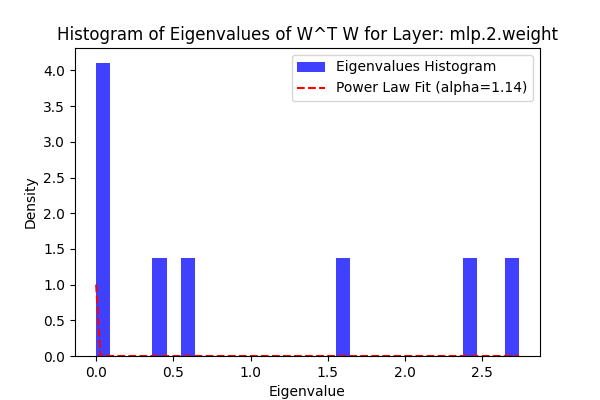 Histogram of Eigenvalues of W^T W for Layer: mlp.2.weight
Eigenvalues Histogram
Power Law Fit (alpha=1.14)
4.0
3.5
3.0
2.5
2.0
1.5
1.0
0.5
0.0
Density
0.0 0.5 1.0 1.5 2.0 2.5
Eigenvalue